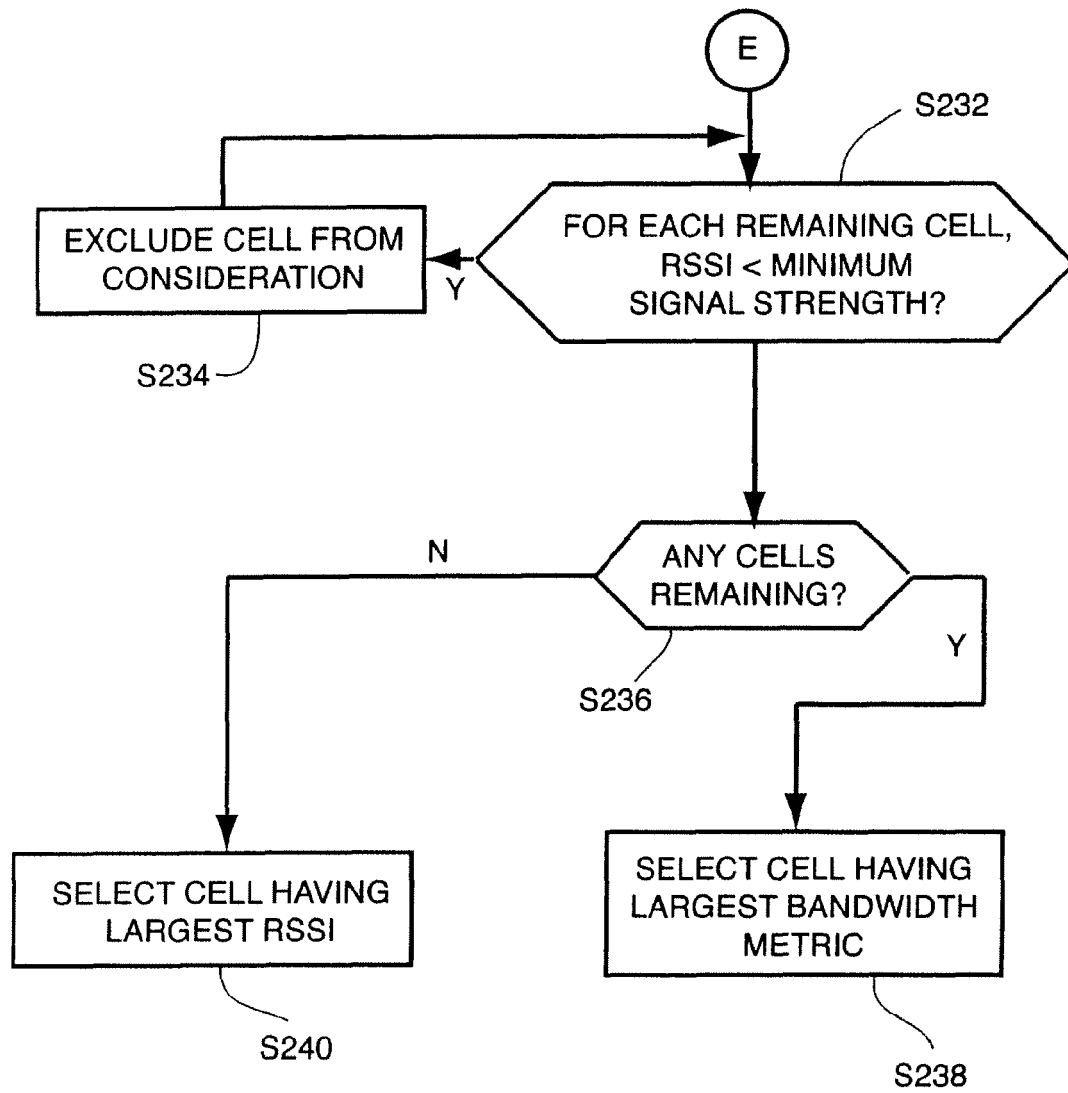 E
S232
FOR EACH REMAINING CELL,
RSSI < MINIMUM
SIGNAL STRENGTH?
EXCLUDE CELL FROM
CONSIDERATION
Y
S234
ANY CELLS
REMAINING?
N
Y
S236
SELECT CELL HAVING
LARGEST RSSI
SELECT CELL HAVING
LARGEST BANDWIDTH
METRIC
S240
S238